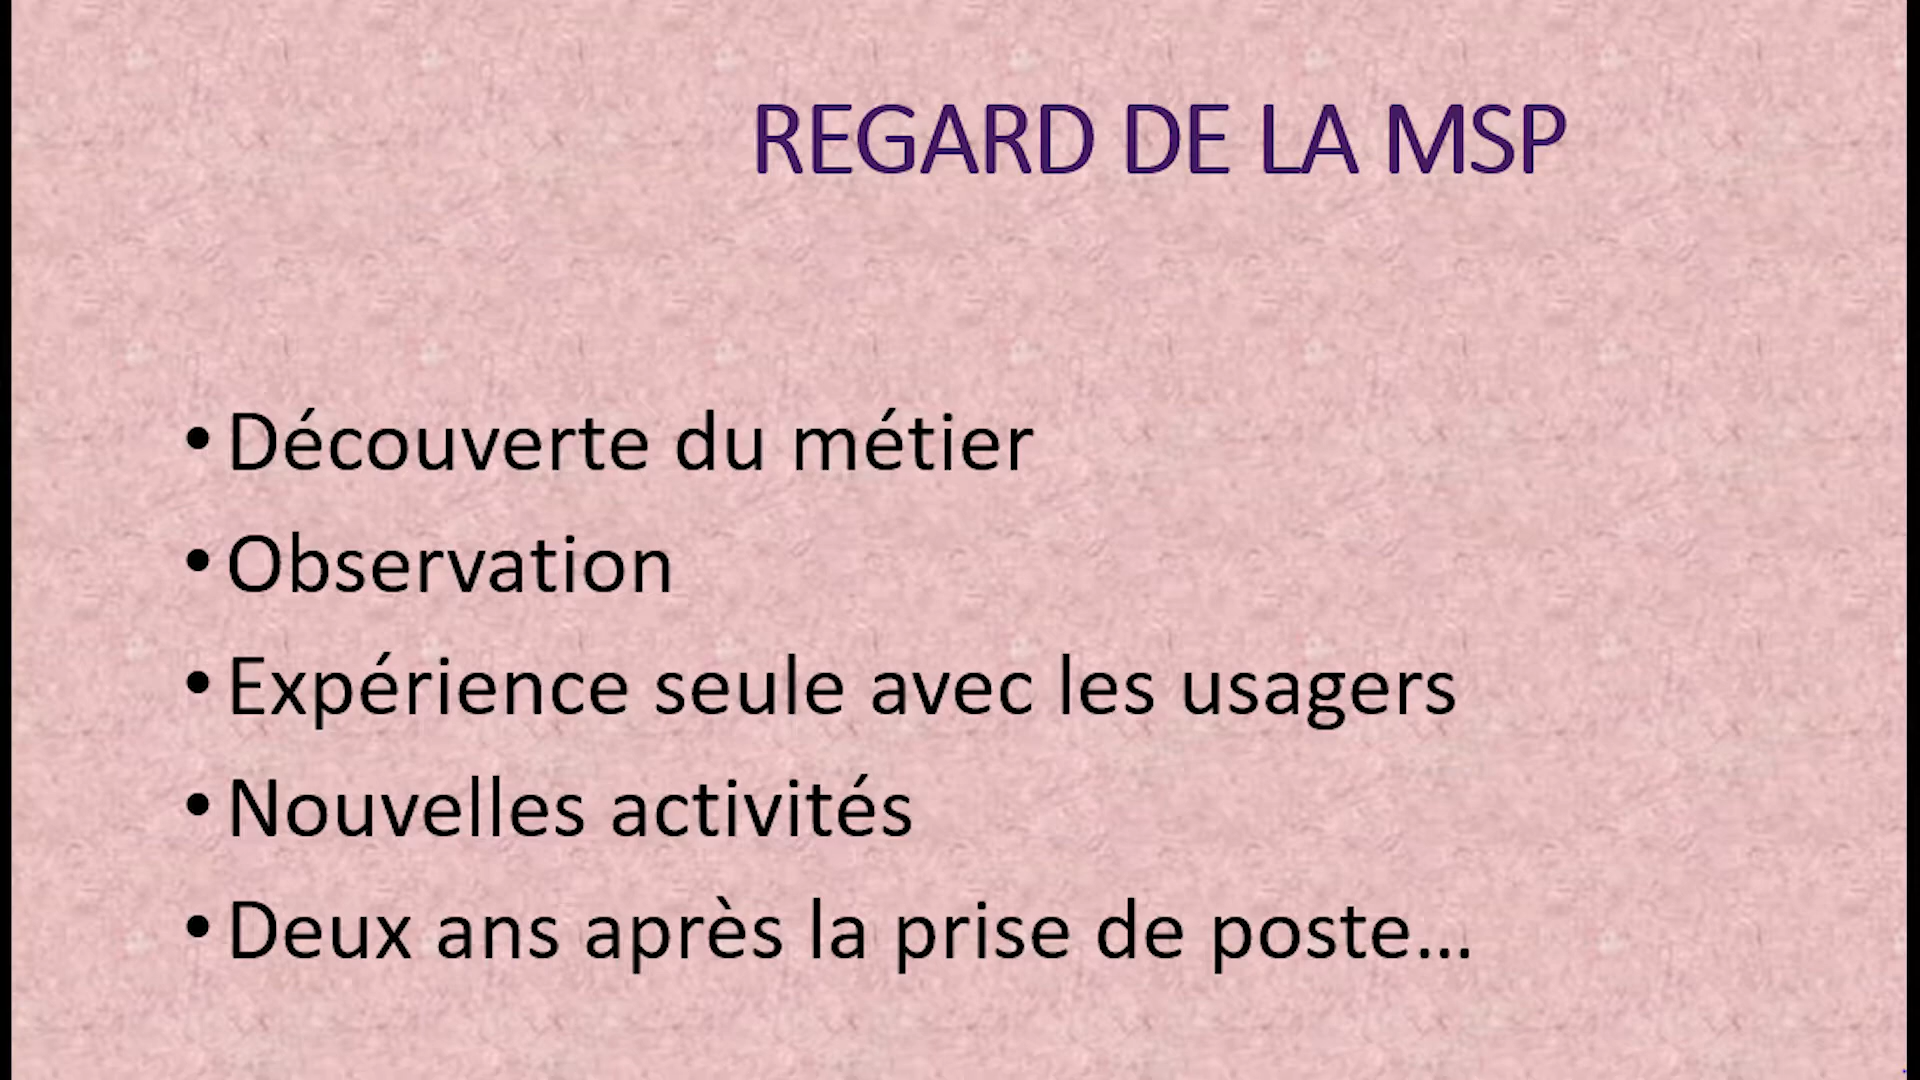 REGARD DE LA MSP
• Découverte du métier
• Observation
• Expérience seule avec les usagers
• Nouvelles activités
• Deux ans après la prise de poste...